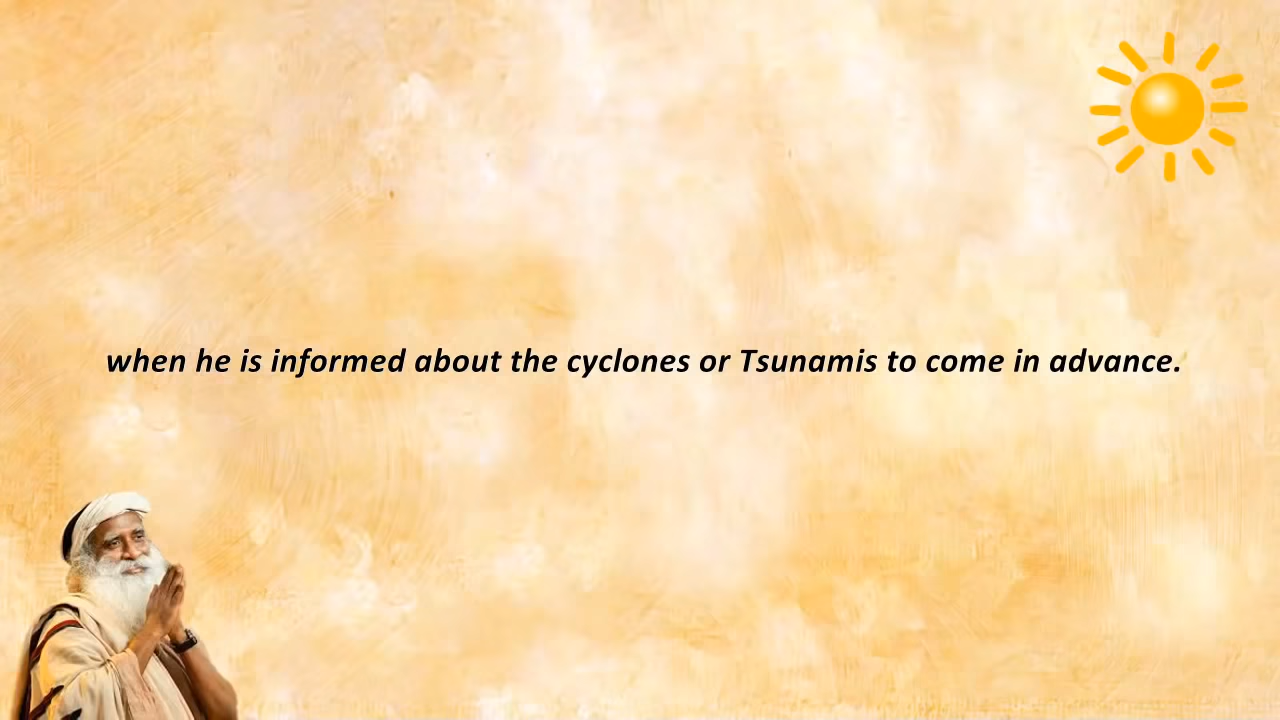 when he is informed about the cyclones or Tsunamis to come in advance.